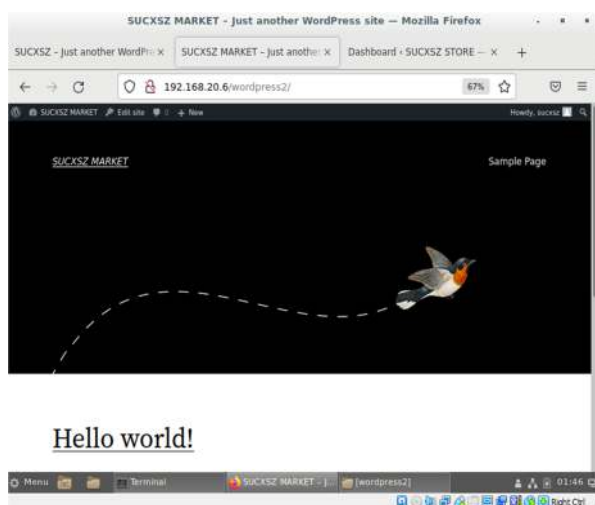 SUCXSZ MARKET – Just another WordPress site — Mozilla Firefox
SUCXSZ – Just another WordPre × SUCXSZ MARKET – Just another × Dashboard ‹ SUCXSZ STORE — × +
192.168.20.6/wordpress2/ 67%
SUCXSZ MARKET Edit site + New Howdy, sucxsz
SUCXSZ MARKET Sample Page
Hello world!
Menu Terminal SUCXSZ MARKET – J... [wordpress2] 01:46
Right Ctrl